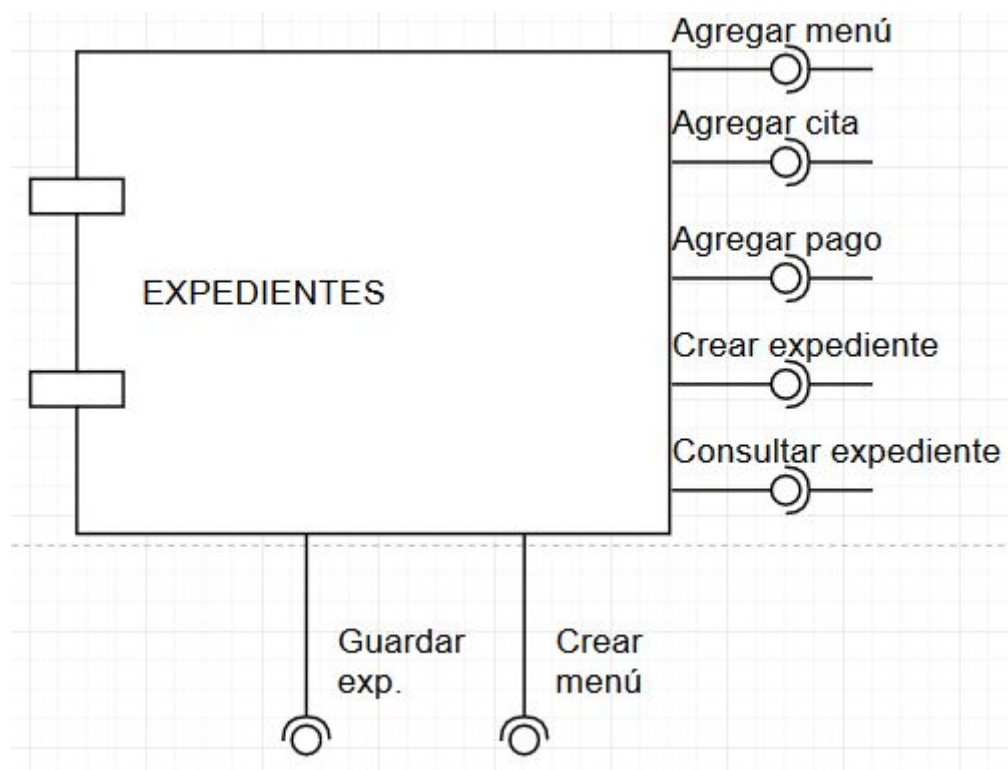 Agregar menú
Agregar cita
Agregar pago
EXPEDIENTES
Crear expediente
Consultar expediente
Guardar
exp.
Crear
menú